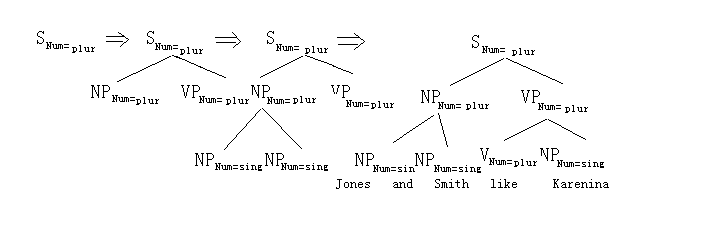 S Num=plur ⇒ S Num=plur ⇒ S Num=plur ⇒ S Num=plur
NP Num=plur VP Num=plur NP Num=plur VP Num=plur NP Num=plur VP Num=plur
NP Num=sing NP Num=sing NP Num=sin NP Num=sing V Num=plur NP Num=sing
Jones and Smith like Karenina